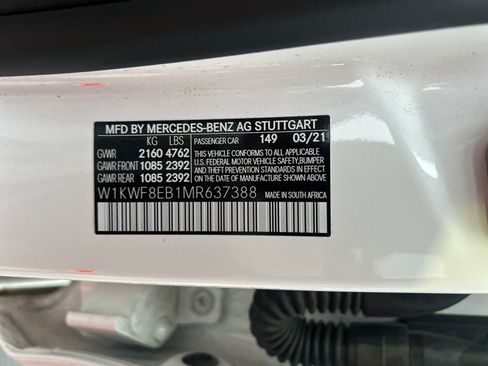 MFD BY MERCEDES-BENZ AG STUTTGART
KG LBS PASSENGER CAR 149 03/21
GVWR 2160 4762 THIS VEHICLE CONFORMS TO ALL APPLICABLE
GAWR FRONT 1085 2392 U.S. FEDERAL MOTOR VEHICLE SAFETY, BUMPER
GAWR REAR 1085 2392 AND THEFT PREVENTION STANDARDS IN
EFFECT ON THE DATE OF MANUFACTURE SHOWN ABOVE.
W1KWF8EB1MR637388 MADE IN SOUTH AFRICA